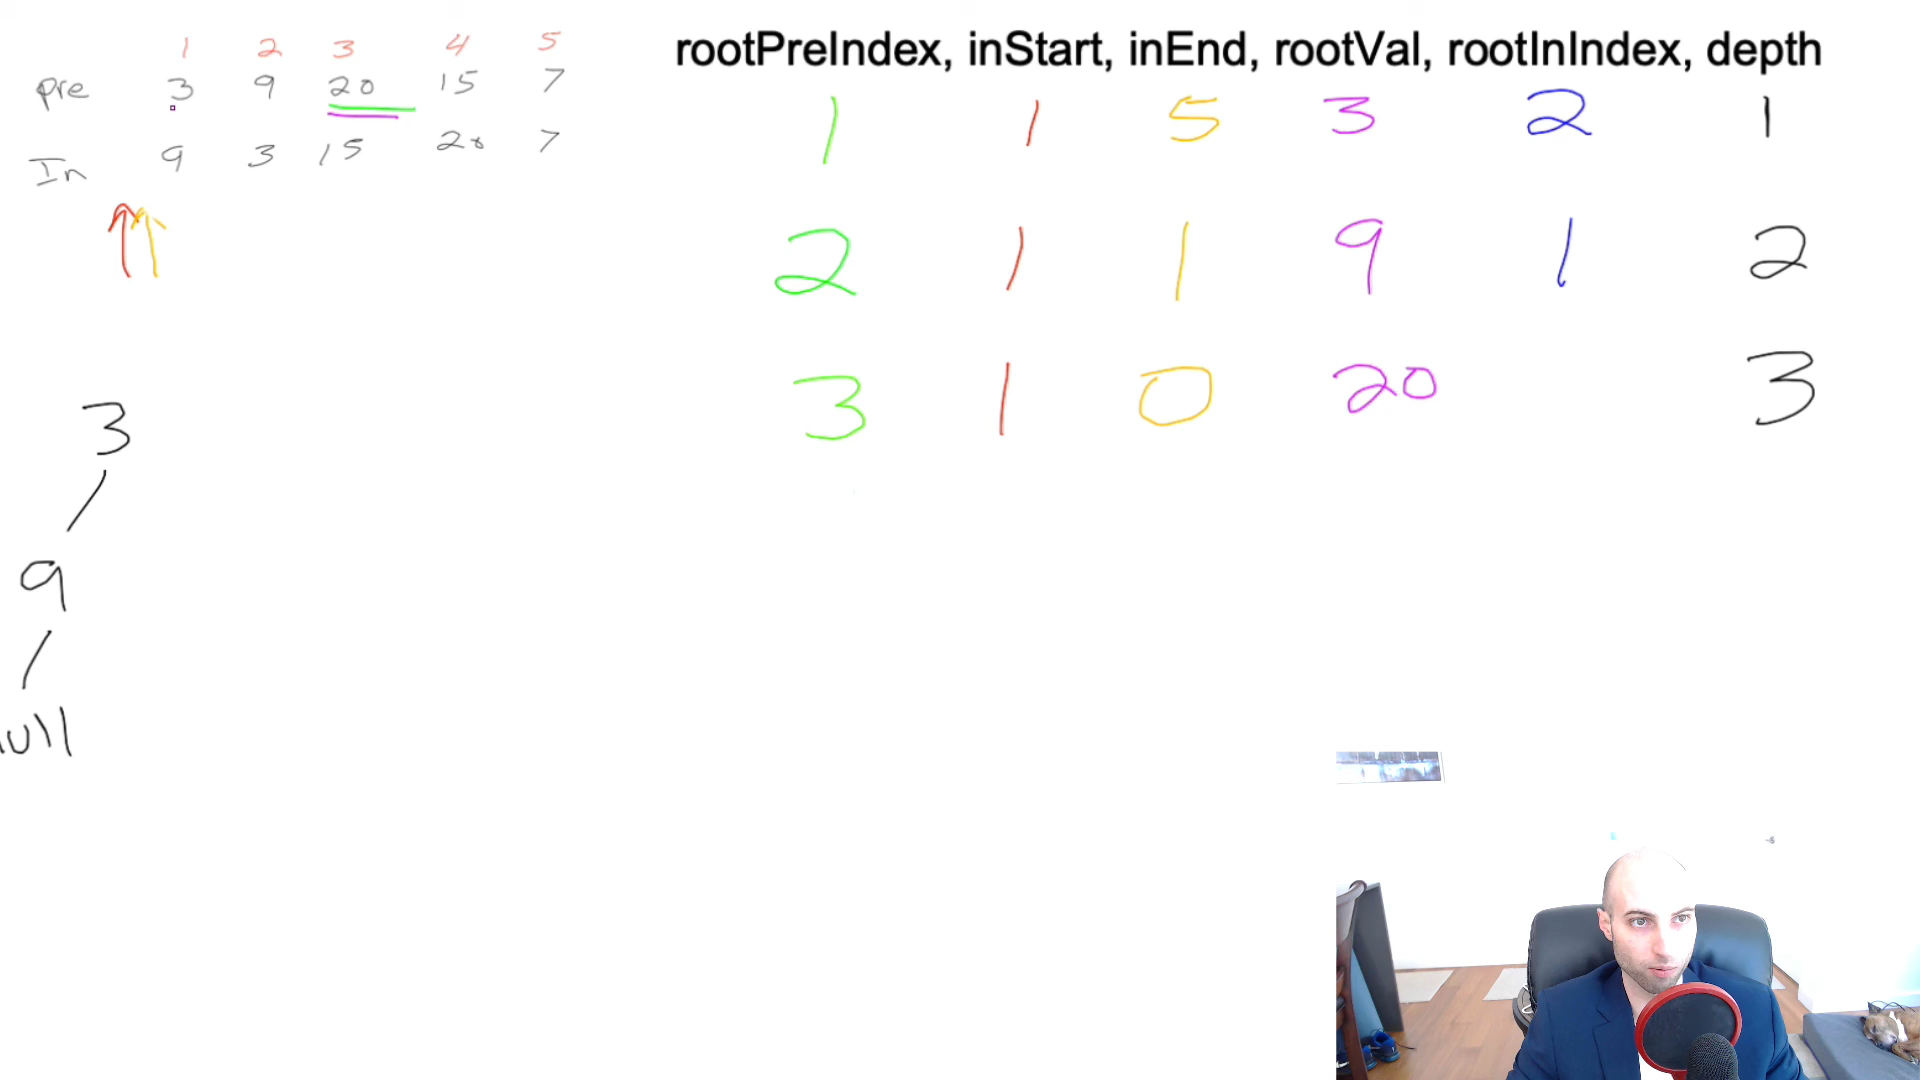 1 2 3 4 5
pre 3 9 20 15 7
In 9 3 15 20 7
rootPreIndex, inStart, inEnd, rootVal, rootInIndex, depth
1 1 5 3 2 1
2 1 1 9 1 2
3 1 0 20 3
3
9